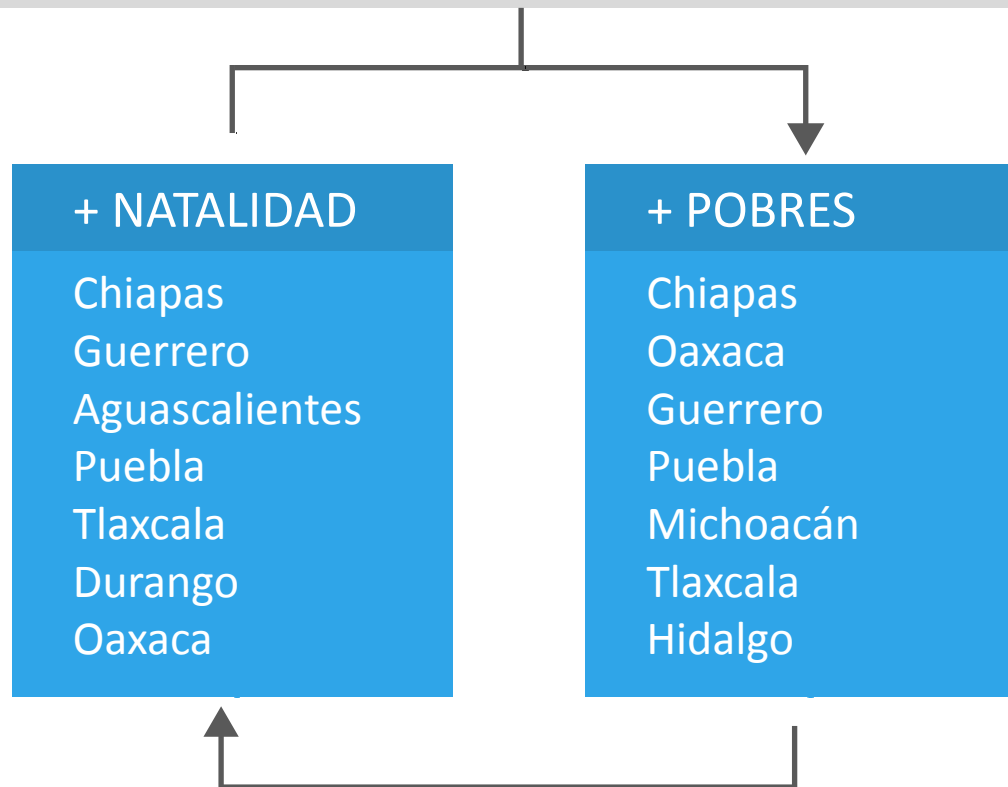 + NATALIDAD
Chiapas
Guerrero
Aguascalientes
Puebla
Tlaxcala
Durango
Oaxaca
+ POBRES
Chiapas
Oaxaca
Guerrero
Puebla
Michoacán
Tlaxcala
Hidalgo